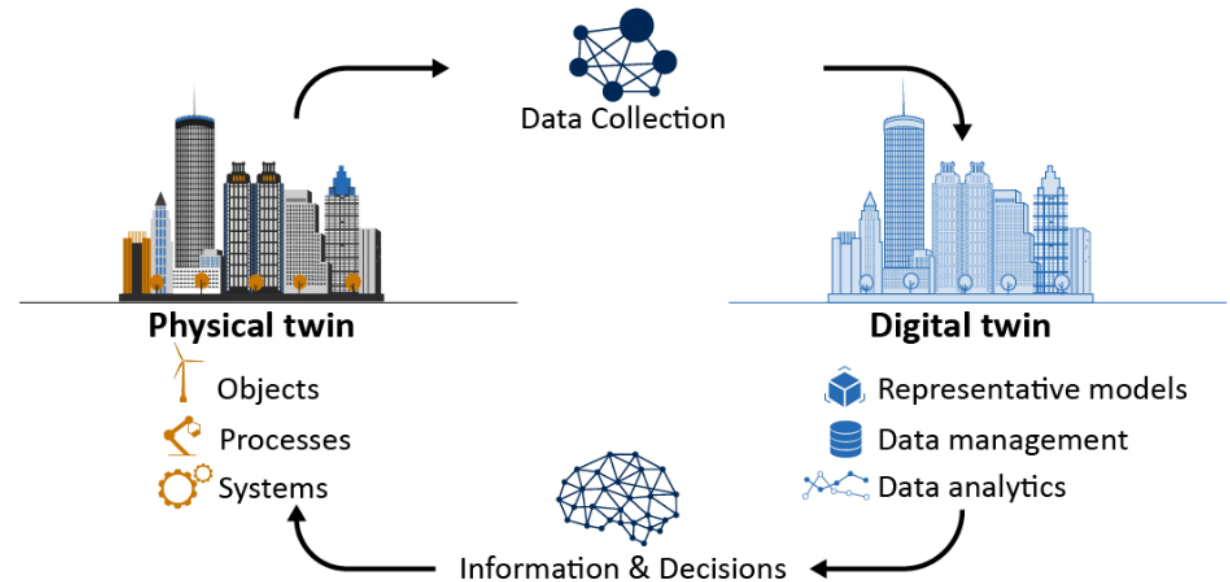 Data Collection
Physical twin
Objects
Processes
Systems
Digital twin
Representative models
Data management
Data analytics
Information & Decisions